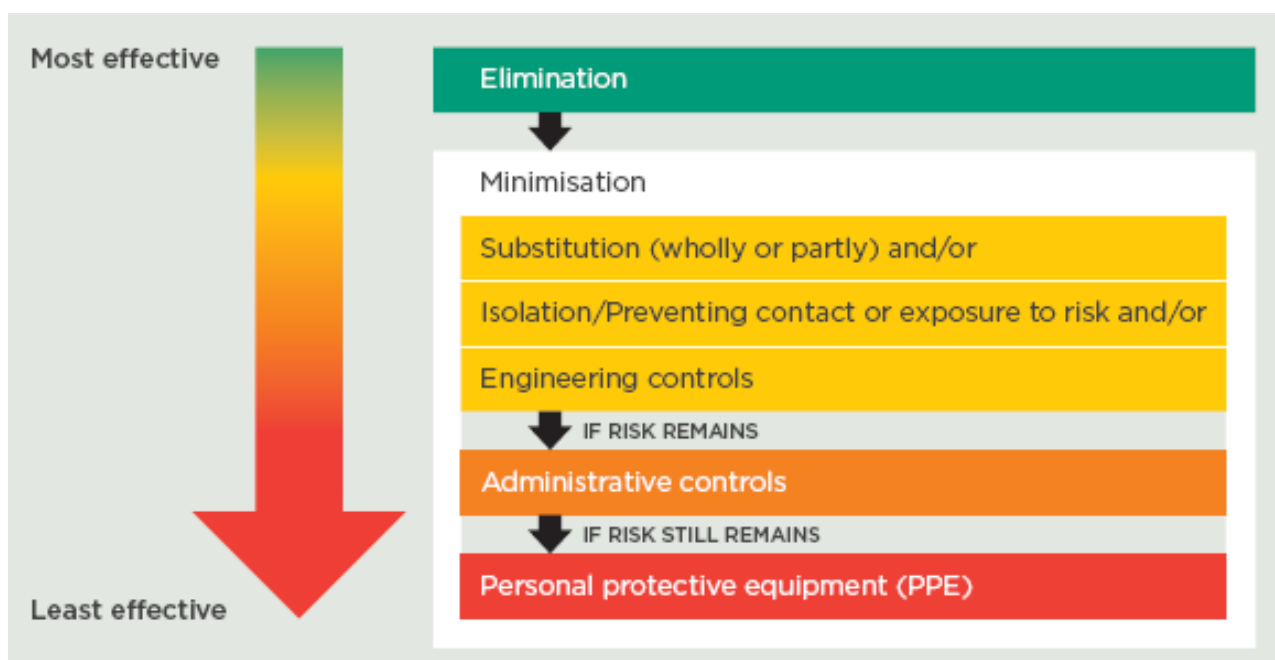 Most effective
Elimination
Minimisation
Substitution (wholly or partly) and/or
Isolation/Preventing contact or exposure to risk and/or
Engineering controls
IF RISK REMAINS
Administrative controls
IF RISK STILL REMAINS
Personal protective equipment (PPE)
Least effective